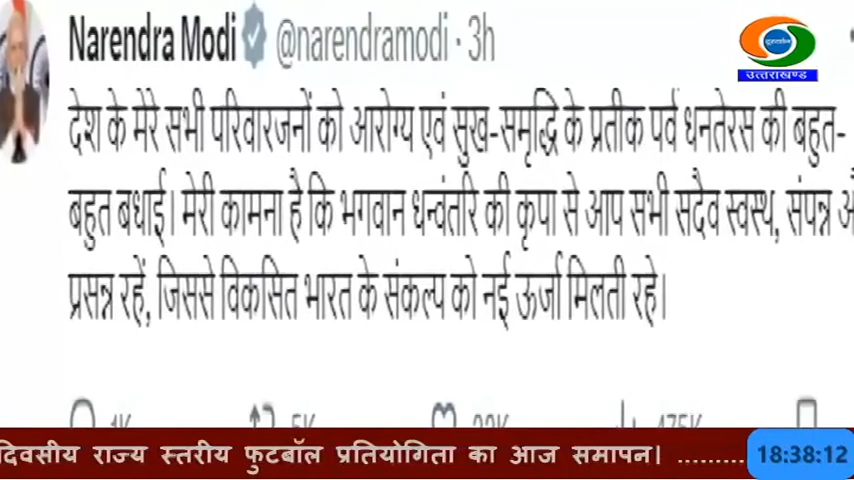 Narendra Modi @narendramodi · 3h
दूरदर्शन
उत्तराखण्ड
देश के मेरे सभी परिवारजनों को आरोग्य एवं सुख-समृद्धि के प्रतीक पर्व धनतेरस की बहुत-
बहुत बधाई। मेरी कामना है कि भगवान धन्वंतरि की कृपा से आप सभी सदैव स्वस्थ, संपन्न
प्रसन्न रहें, जिससे विकसित भारत के संकल्प को नई ऊर्जा मिलती रहे।
दिवसीय राज्य स्तरीय फुटबॉल प्रतियोगिता का आज समापन। .........
18:38:12